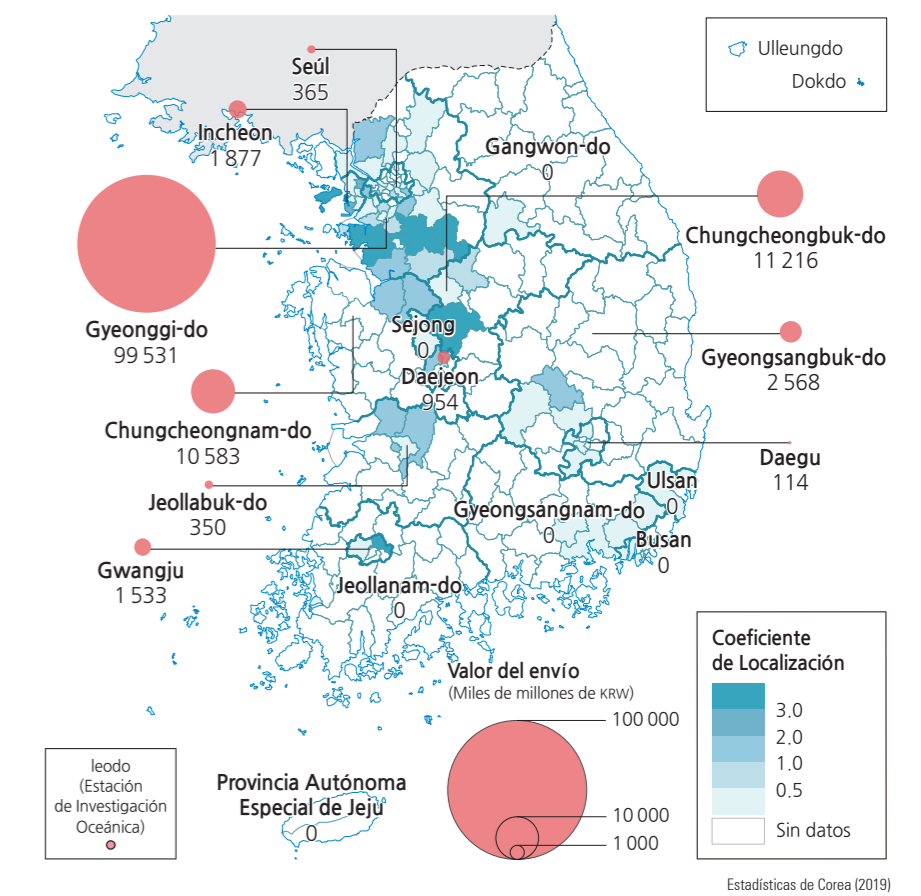 Ulleungdo
Dokdo
Seúl
365
Incheon
1 877
Gangwon-do
0
Chungcheongbuk-do
11 216
Gyeonggi-do
99 531
Sejong
0
Gyeongsangbuk-do
2 568
Daejeon
954
Chungcheongnam-do
10 583
Daegu
114
Jeollabuk-do
350
Ulsan
0
Gyeongsangnam-do
0
Busan
0
Gwangju
1 533
Jeollanam-do
0
Coeficiente
de Localización
3.0
2.0
1.0
0.5
Sin datos
Valor del envío
(Miles de millones de KRW)
100 000
10 000
1 000
Ieodo
(Estación
de Investigación
Oceánica)
Provincia Autónoma
Especial de Jeju
0
Estadísticas de Corea (2019)